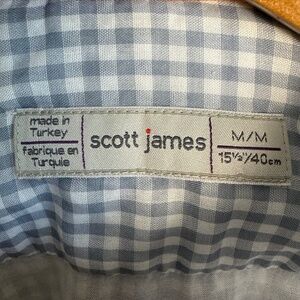 made in
Turkey
fabriqué en
Turquie
scott james
M/M
15½"/40cm